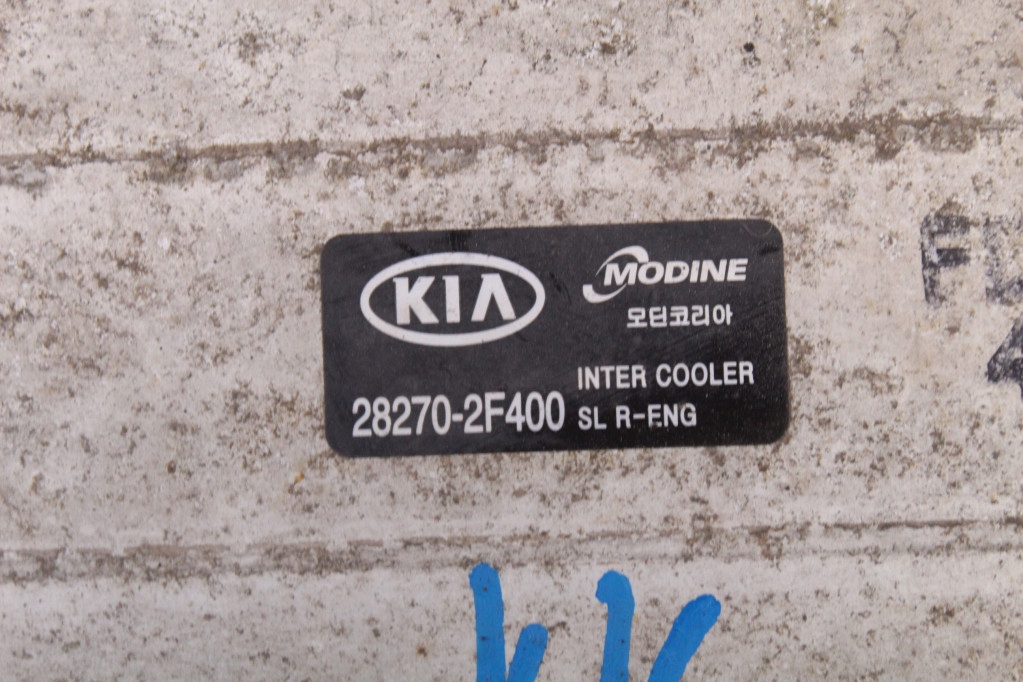 KIA
MODINE
모딘코리아
INTER COOLER
28270-2F400
SL R-ENG